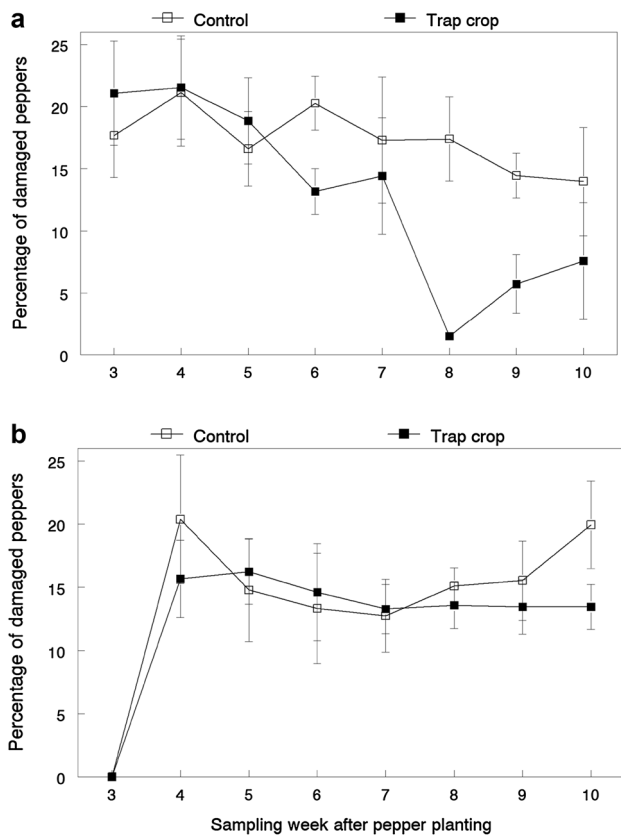 a
Control Trap crop
Percentage of damaged peppers
25
20
15
10
5
0
3 4 5 6 7 8 9 10
b
Control Trap crop
Percentage of damaged peppers
25
20
15
10
5
0
3 4 5 6 7 8 9 10
Sampling week after pepper planting